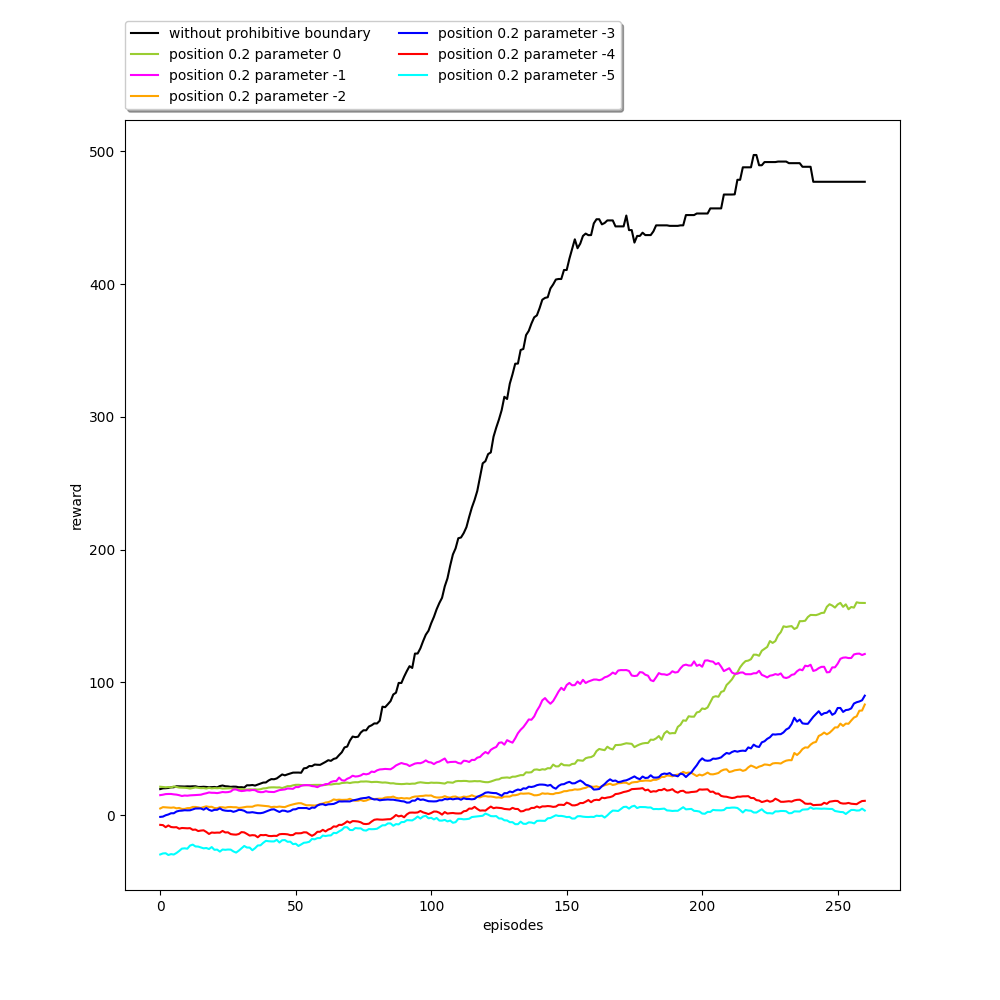 without prohibitive boundary
position 0.2 parameter 0
position 0.2 parameter -1
position 0.2 parameter -2
position 0.2 parameter -3
position 0.2 parameter -4
position 0.2 parameter -5
500
400
300
200
100
0
reward
0 50 100 150 200 250
episodes